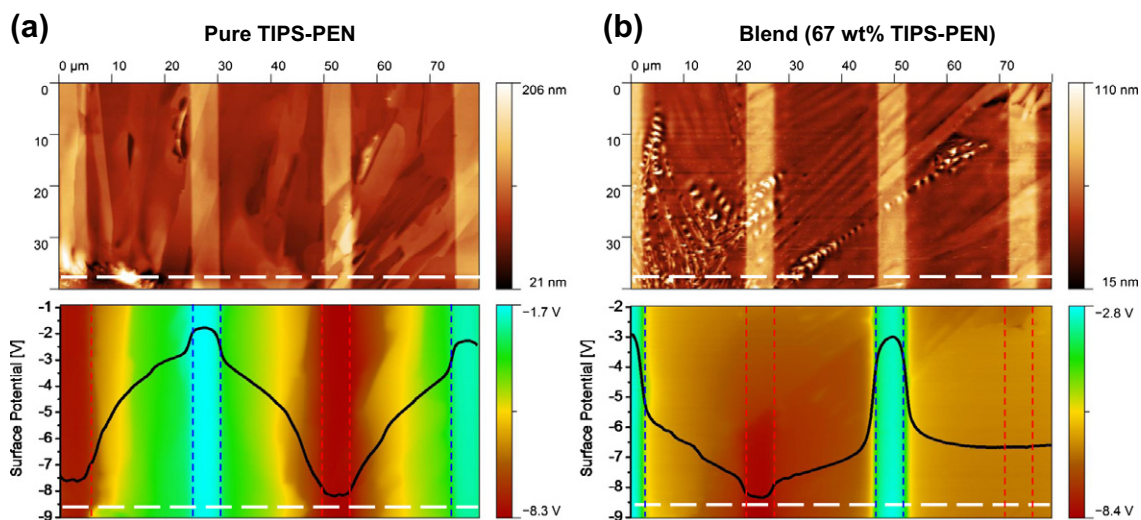 (a)
Pure TIPS-PEN
0 µm 10 20 30 40 50 60 70
0
10
20
30
206 nm
21 nm
Surface Potential [V]
-1
-2
-3
-4
-5
-6
-7
-8
-9
−1.7 V
−8.3 V
(b)
Blend (67 wt% TIPS-PEN)
0 µm 10 20 30 40 50 60 70
0
10
20
30
110 nm
15 nm
Surface Potential [V]
-2
-3
-4
-5
-6
-7
-8
-9
−2.8 V
−8.4 V